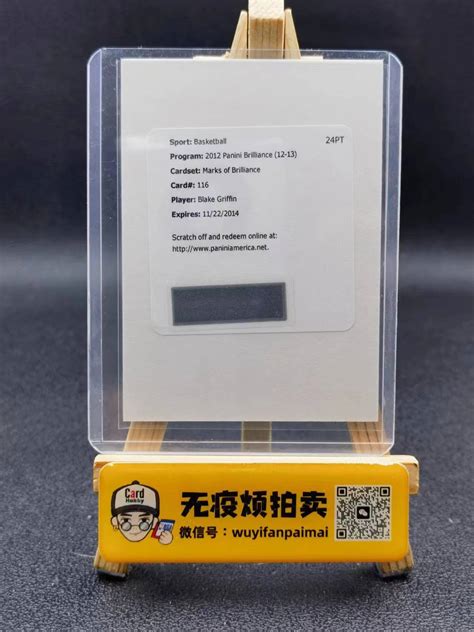 Sport: Basketball 24PT
Program: 2012 Panini Brilliance (12-13)
Cardset: Marks of Brilliance
Card#: 116
Player: Blake Griffin
Expires: 11/22/2014
Scratch off and redeem online at:
http://www.paniniamerica.net.
Card
Hobby
无疫烦拍卖
微信号：wuyifanpaimai